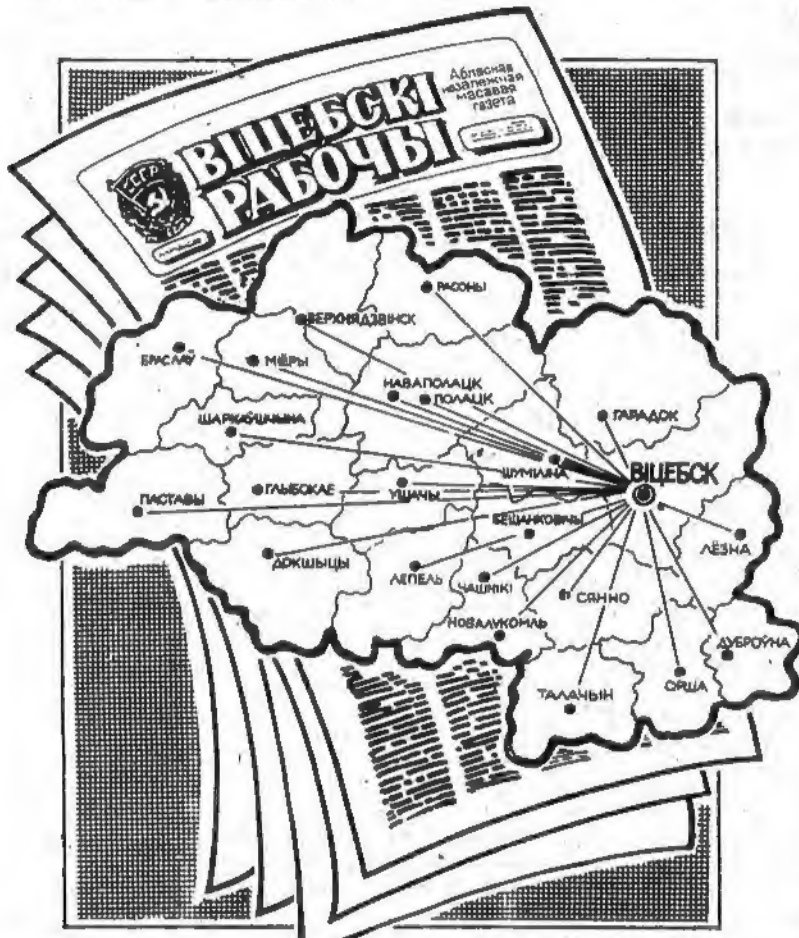 Абласная
незалежная
масавая
газета
ВІЦЕБСКІ
РАБОЧЫ
РАСОНЫ
ВЕРХНЯДЗВІНСК
БРАСЛАЎ
МЁРЫ
НАВАПОЛАЦК
ПОЛАЦК
ГАРАДОК
ШАРКАЎШЧЫНА
ШУМІЛІНА
ВІЦЕБСК
ПАСТАВЫ
ГЛЫБОКАЕ
УШАЧЫ
БЕШАНКОВІЧЫ
ЛЁЗНА
ДОКШЫЦЫ
ЛЕПЕЛЬ
ЧАШНІКІ
СЯННО
НОВАЛУКОМЛЬ
ДУБРОЎНА
ТАЛАЧЫН
ОРША